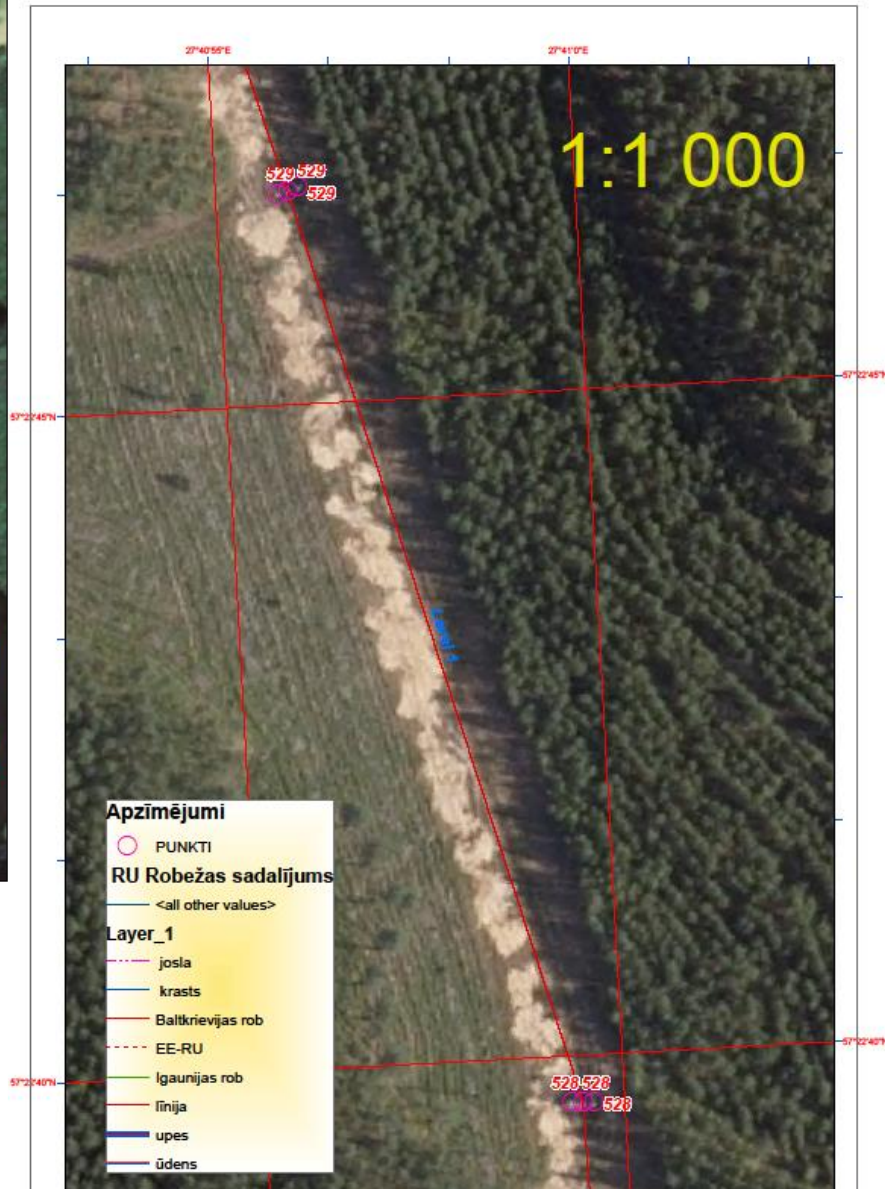 27°40'55"E
27°41'0"E
1:1 000
529 529
529
57°22'45"N
57°22'45"N
Apzīmējumi
PUNKTI
RU Robežas sadalījums
<all other values>
Layer_1
josla
krasts
Baltkrievijas rob
EE-RU
Igaunijas rob
līnija
upes
ūdens
57°22'40"N
57°22'40"N
528 528
528